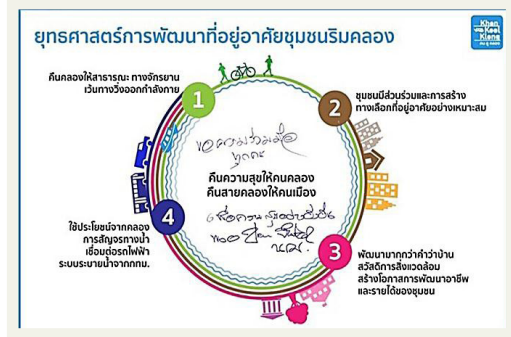 ยุทธศาสตร์การพัฒนาที่อยู่อาศัยชุมชนริมคลอง
Khon
Kool
Klong
คืนคลองให้สาธารณะ ทางจักรยาน
เว้นทางวิ่งออกกำลังกาย
1
2
ชุมชนมีส่วนร่วมและการสร้าง
ทางเลือกที่อยู่อาศัยอย่างเหมาะสม
ขอความร่วมมือ
คืนความสุขให้คนคลอง
คืนสายคลองให้คนเมือง
4
ใช้ประโยชน์จากคลอง
การสัญจรทางน้ำ
เชื่อมต่อรถไฟฟ้า
ระบบระบายน้ำจากกทม.
3
พัฒนามากกว่าคำว่าบ้าน
สวัสดิการสิ่งแวดล้อม
สร้างโอกาสการพัฒนาอาชีพ
และรายได้ของชุมชน